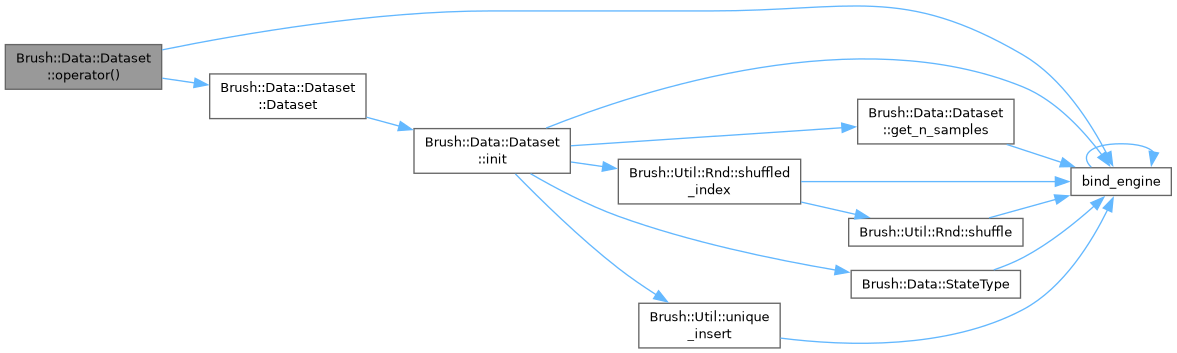 Brush::Data::Dataset
::operator()
Brush::Data::Dataset
::Dataset
Brush::Data::Dataset
::init
Brush::Data::Dataset
::get_n_samples
Brush::Util::Rnd::shuffled
_index
bind_engine
Brush::Util::Rnd::shuffle
Brush::Data::StateType
Brush::Util::unique
_insert